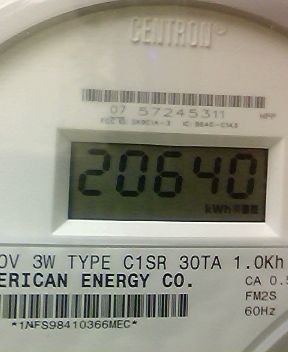 CENTRON
07 57245311
20640
kWh
0V 3W TYPE C1SR 30TA 1.0Kh
ERICAN ENERGY CO.
CA 0.5
FM2S
60Hz
*1NFS98410366MEC*